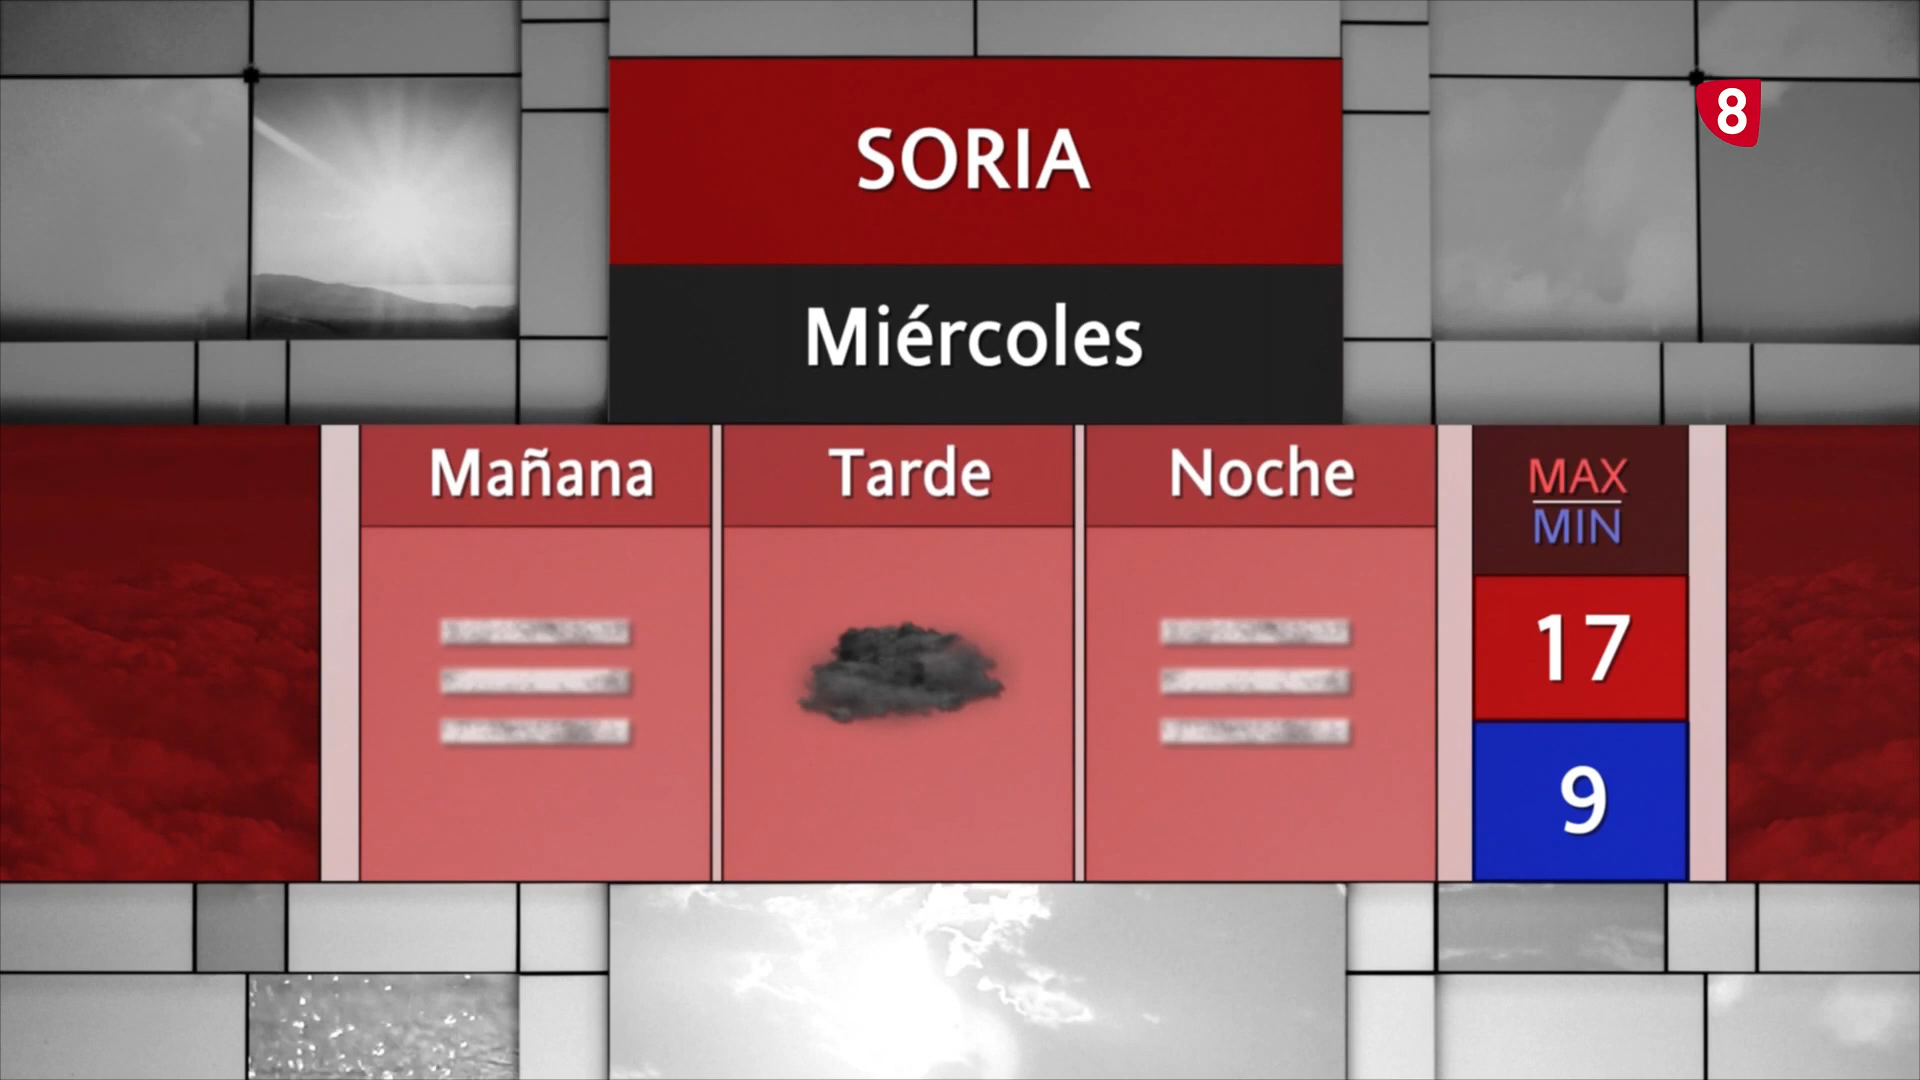 8
SORIA
Miércoles
Mañana
Tarde
Noche
MAX
MIN
17
9